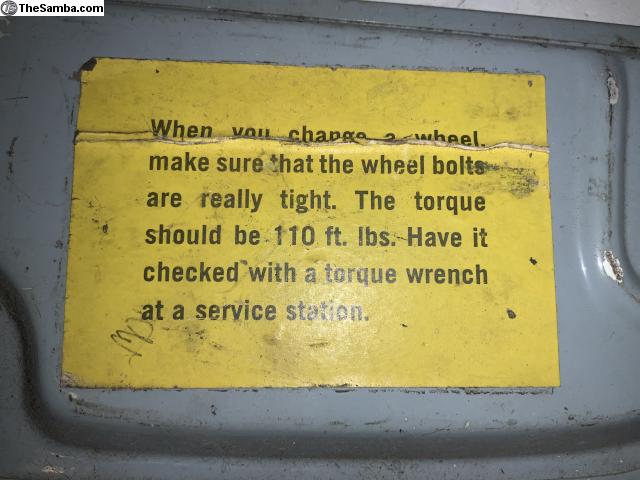 TheSamba.com
When you change a wheel,
make sure that the wheel bolts
are really tight. The torque
should be 110 ft. lbs. Have it
checked with a torque wrench
at a service station.